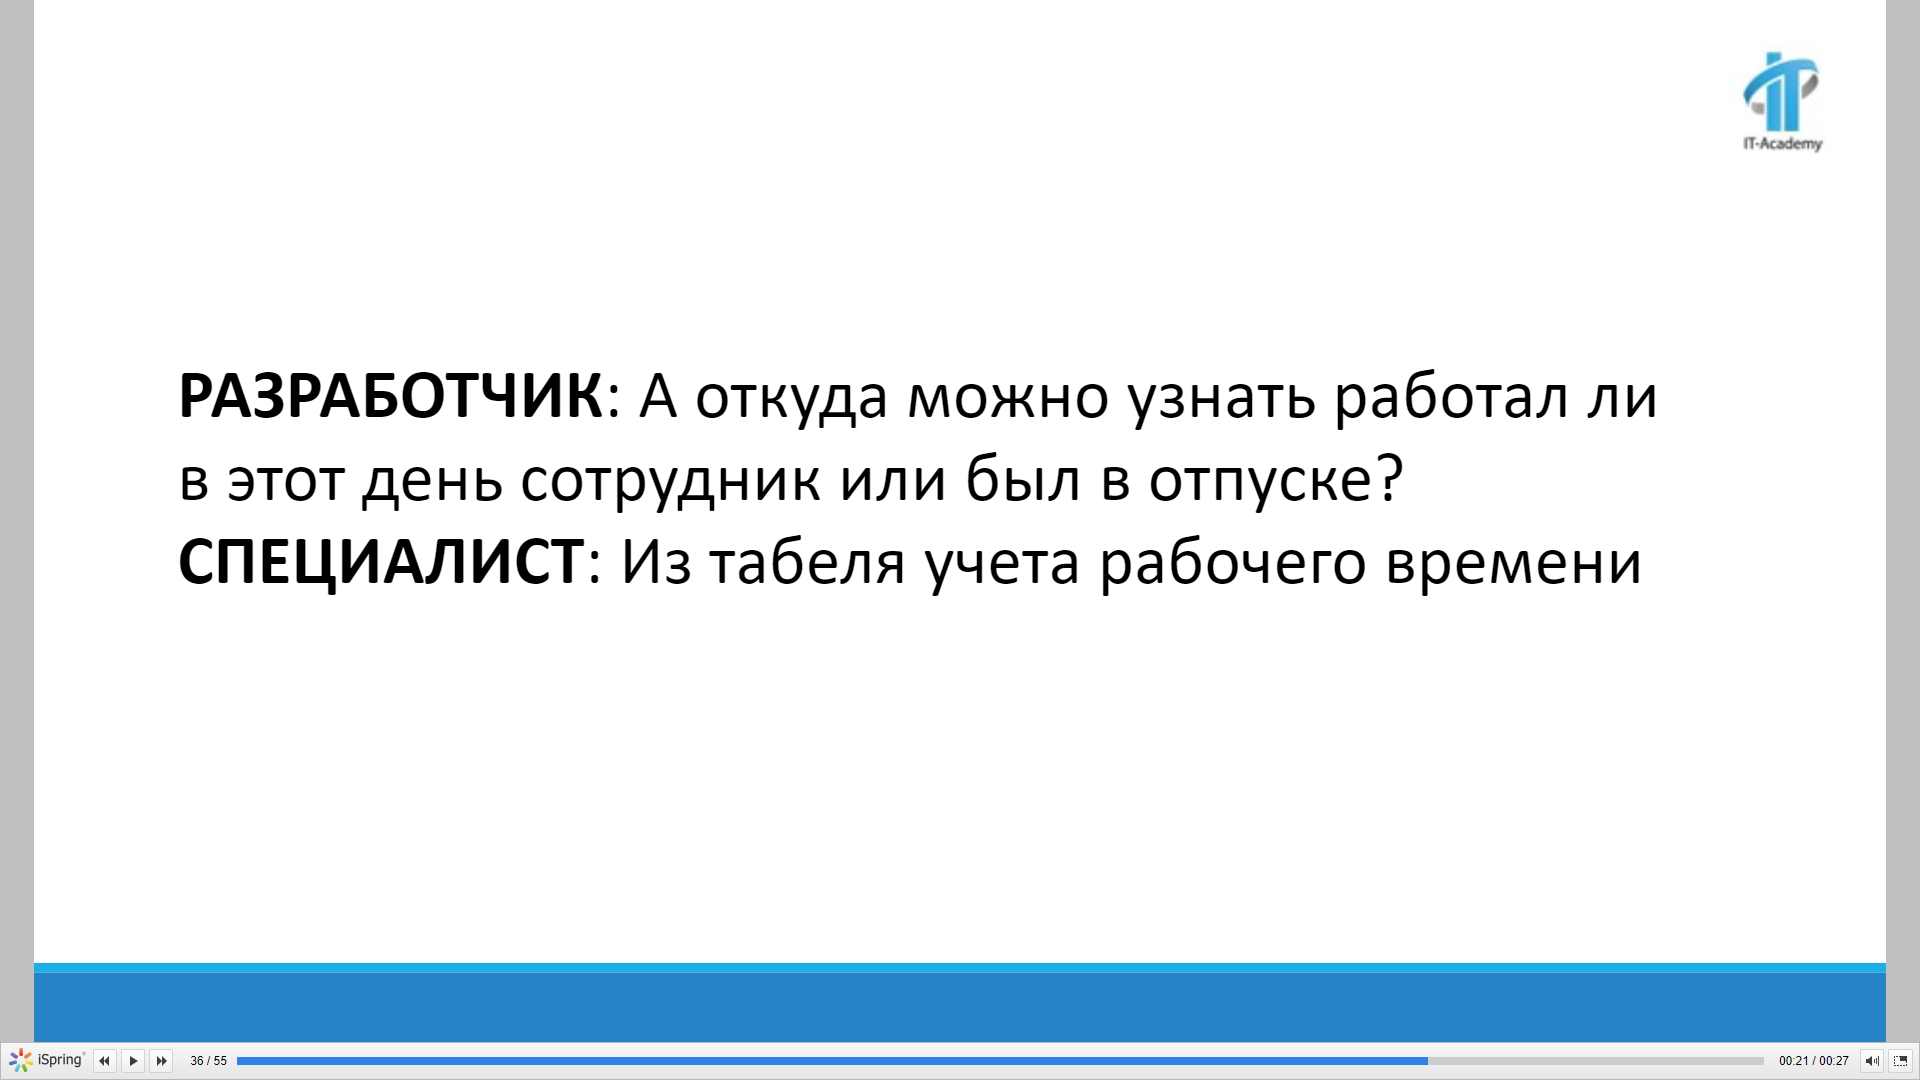 IT-Academy
РАЗРАБОТЧИК: А откуда можно узнать работал ли
в этот день сотрудник или был в отпуске?
СПЕЦИАЛИСТ: Из табеля учета рабочего времени
iSpring 36 / 55 00:21 / 00:27